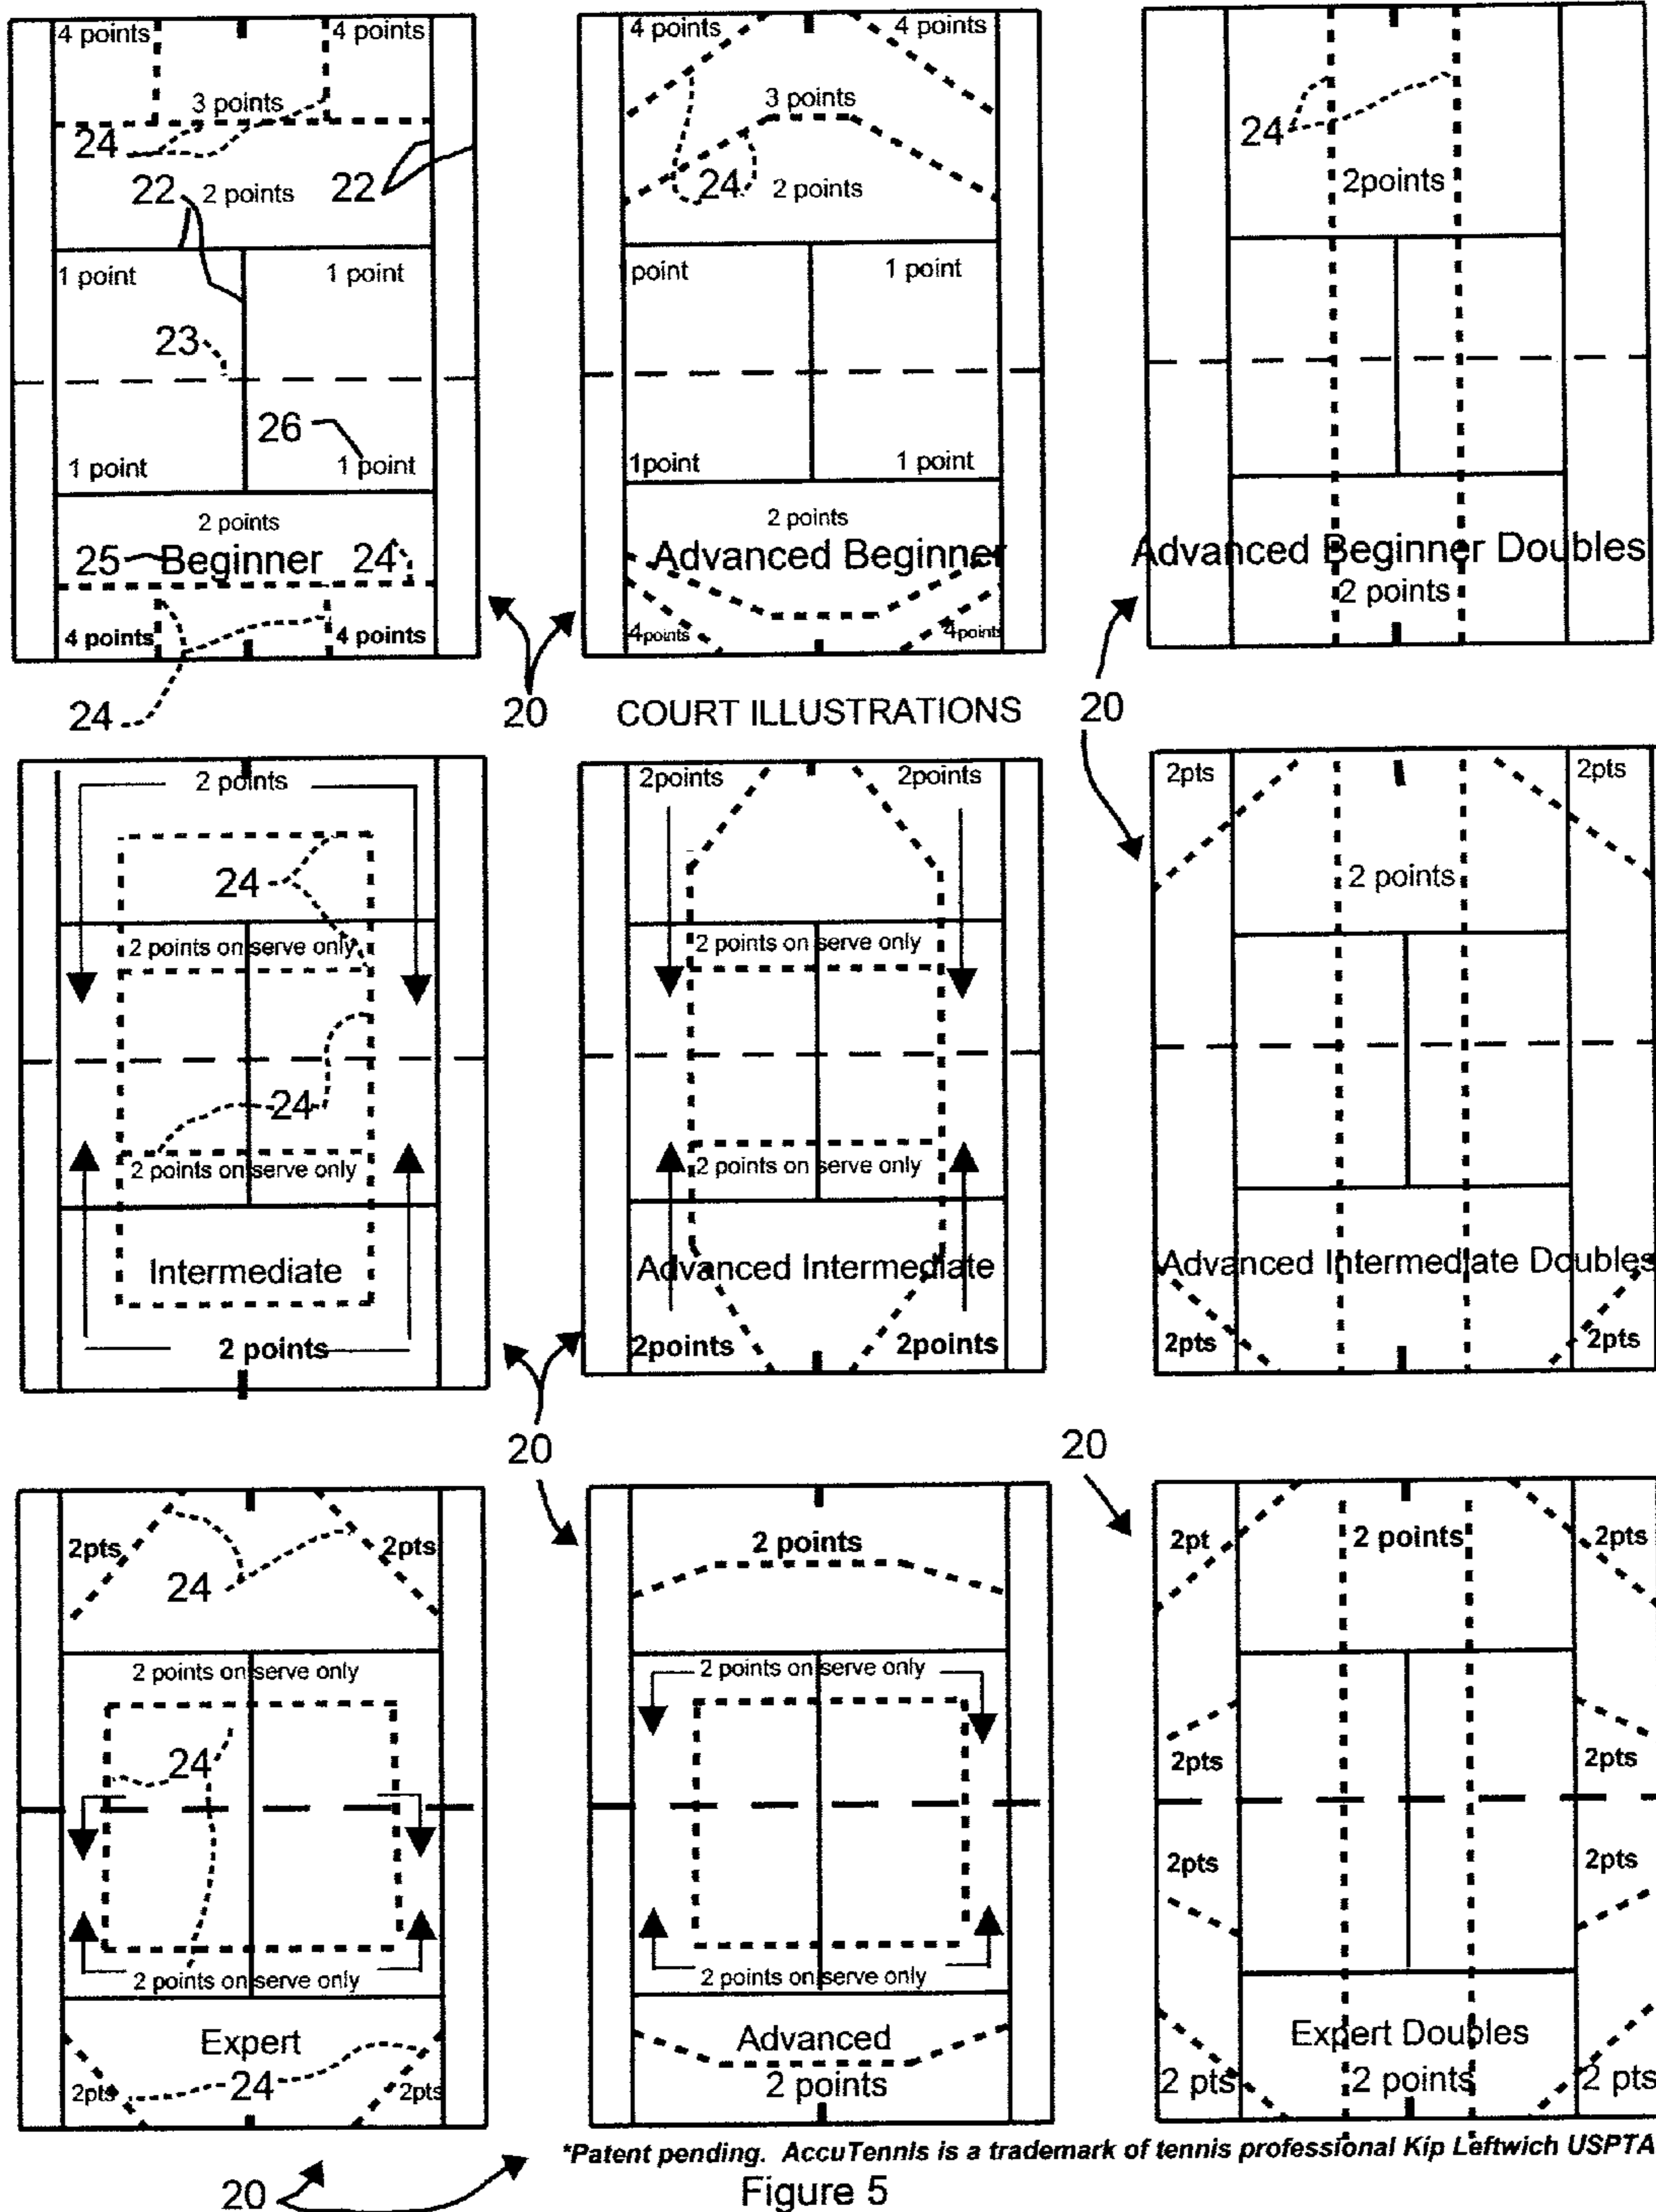 4 points 4 points
3 points
24
22 2 points 22
1 point 1 point
23
26
1 point 1 point
2 points
25 Beginner 24
4 points 4 points
24
4 points 4 points
3 points
24 2 points
point 1 point
1point 1 point
2 points
Advanced Beginner
4points 4points
24
2points
Advanced Beginner Doubles
2 points
20 COURT ILLUSTRATIONS 20
2 points
24
2 points on serve only
24
2 points on serve only
Intermediate
2 points
2points 2points
2 points on serve only
2 points on serve only
Advanced Intermediate
2points 2points
2pts 2pts
2 points
Advanced Intermediate Doubles
2pts 2pts
20 20
2pts 2pts
24
2 points on serve only
24
2 points on serve only
Expert
2pts 24 2pts
2 points
2 points on serve only
2 points on serve only
Advanced
2 points
2pt 2 points 2pts
2pts 2pts
2pts 2pts
Expert Doubles
2 pts 2 points 2 pts
*Patent pending. AccuTennis is a trademark of tennis professional Kip Leftwich USPTA
20 Figure 5